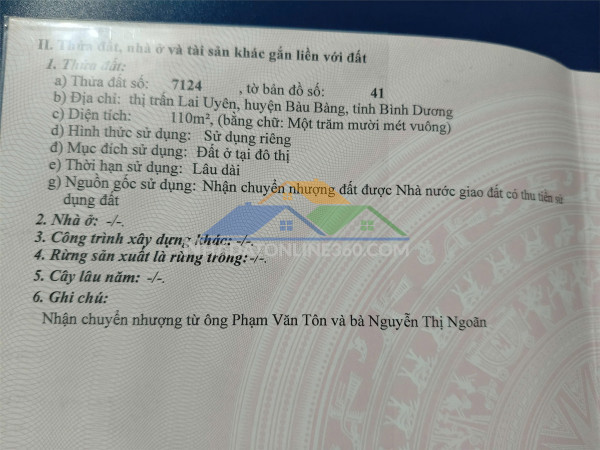 II. Thửa đất, nhà ở và tài sản khác gắn liền với đất
1. Thửa đất:
a) Thửa đất số: 7124 , tờ bản đồ số: 41
b) Địa chỉ: thị trấn Lai Uyên, huyện Bàu Bàng, tỉnh Bình Dương
c) Diện tích: 110m², (bằng chữ: Một trăm mười mét vuông)
d) Hình thức sử dụng: Sử dụng riêng
đ) Mục đích sử dụng: Đất ở tại đô thị
e) Thời hạn sử dụng: Lâu dài
g) Nguồn gốc sử dụng: Nhận chuyển nhượng đất được Nhà nước giao đất có thu tiền sử
dụng đất
2. Nhà ở: -/-.
3. Công trình xây dựng khác: -/-.
4. Rừng sản xuất là rừng trồng: -/-.
5. Cây lâu năm: -/-.
6. Ghi chú:
Nhận chuyển nhượng từ ông Phạm Văn Tôn và bà Nguyễn Thị Ngoãn